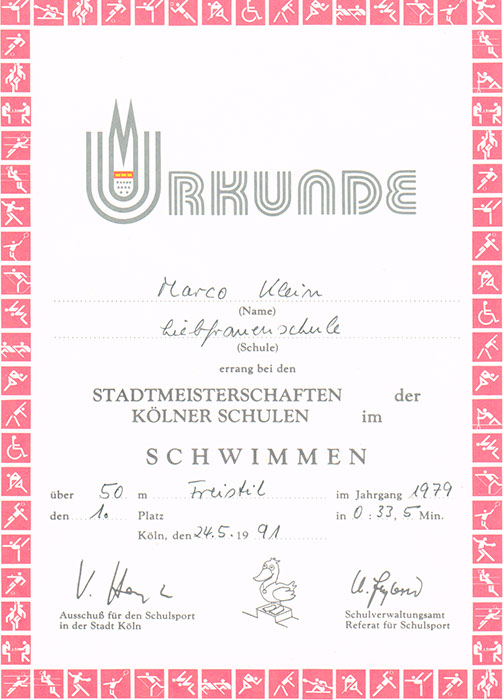 URKUNDE
Marco Klein
(Name)
Liebfrauenschule
(Schule)
errang bei den
STADTMEISTERSCHAFTEN der
KÖLNER SCHULEN im
SCHWIMMEN
über 50 m Freistil im Jahrgang 1979
den 1. Platz in 0:33,5 Min.
Köln, den 24.5. 1991
Ausschuß für den Schulsport
in der Stadt Köln
Schulverwaltungsamt
Referat für Schulsport